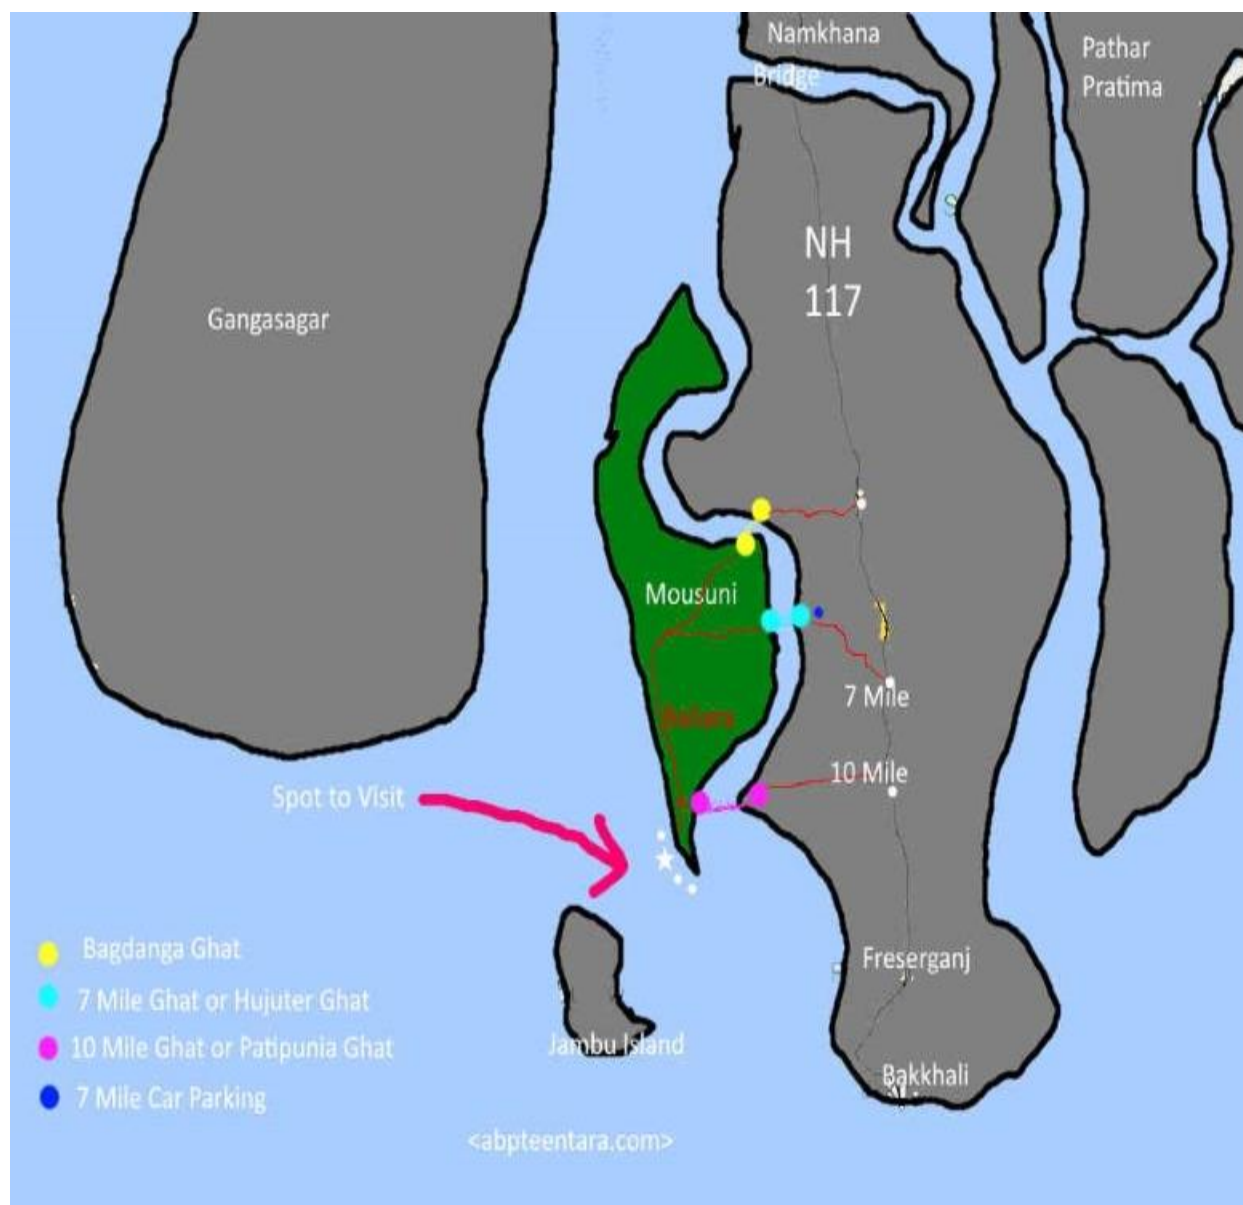 Namkhana
Bridge
Pathar
Pratima
NH
117
Gangasagar
Mousuni
7 Mile
Baliara
10 Mile
Spot to Visit
Bagdanga Ghat
7 Mile Ghat or Hujuter Ghat
10 Mile Ghat or Patipunia Ghat
7 Mile Car Parking
Freserganj
Jambu Island
Bakkhali
<abpteentara.com>